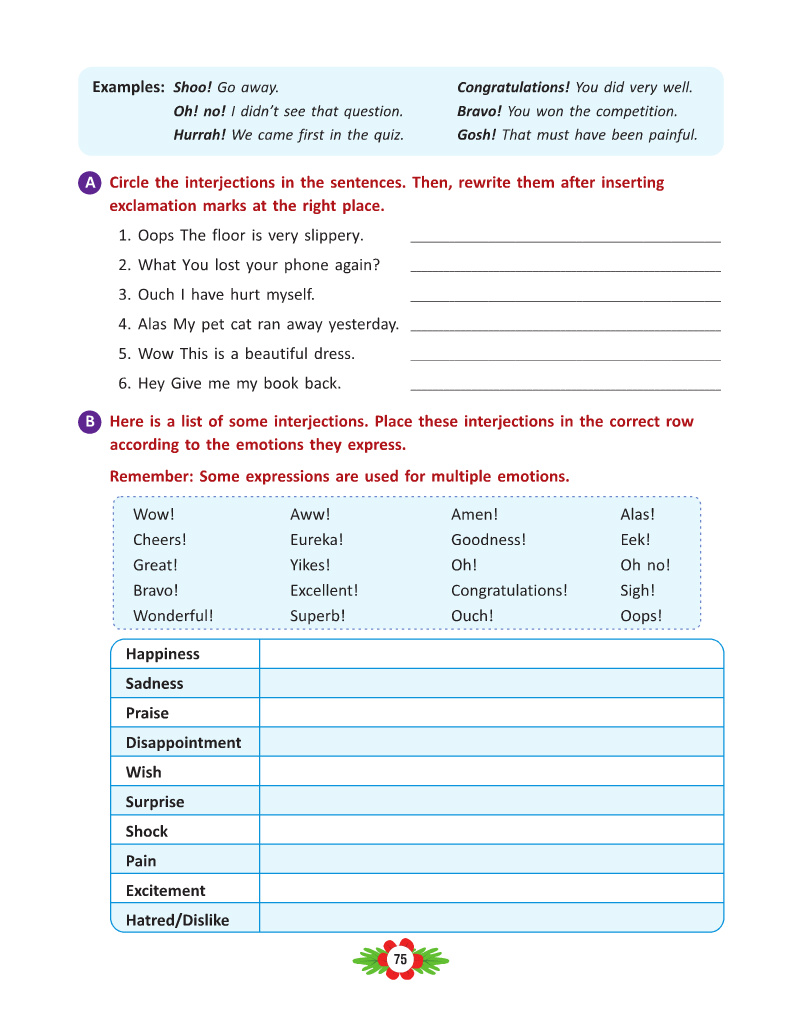 Examples: Shoo! Go away. Congratulations! You did very well.
Oh! no! I didn't see that question. Bravo! You won the competition.
Hurrah! We came first in the quiz. Gosh! That must have been painful.
A Circle the interjections in the sentences. Then, rewrite them after inserting
exclamation marks at the right place.
1. Oops The floor is very slippery.
2. What You lost your phone again?
3. Ouch I have hurt myself.
4. Alas My pet cat ran away yesterday.
5. Wow This is a beautiful dress.
6. Hey Give me my book back.
B Here is a list of some interjections. Place these interjections in the correct row
according to the emotions they express.
Remember: Some expressions are used for multiple emotions.
Wow! Aww! Amen! Alas!
Cheers! Eureka! Goodness! Eek!
Great! Yikes! Oh! Oh no!
Bravo! Excellent! Congratulations! Sigh!
Wonderful! Superb! Ouch! Oops!
Happiness
Sadness
Praise
Disappointment
Wish
Surprise
Shock
Pain
Excitement
Hatred/Dislike
75